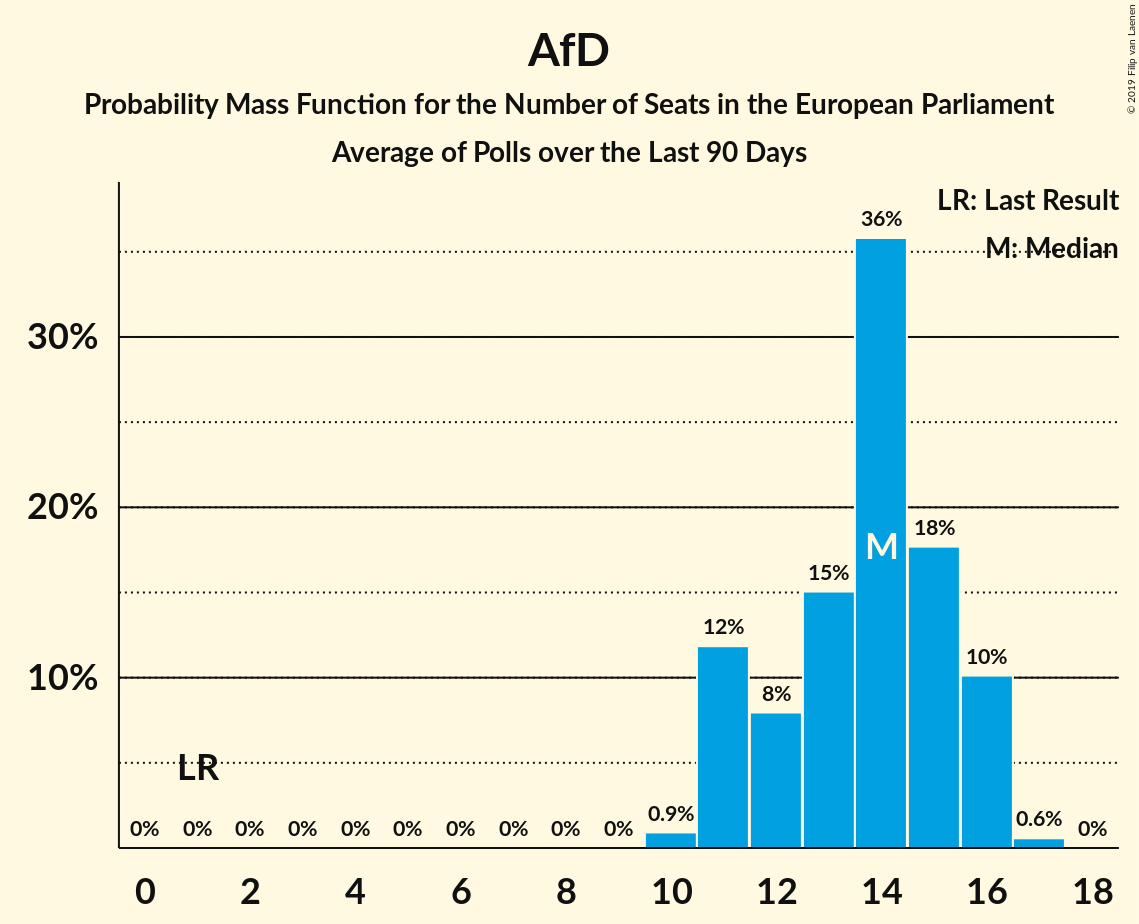 AfD
Probability Mass Function for the Number of Seats in the European Parliament
Average of Polls over the Last 90 Days
© 2019 Filip van Laenen
LR: Last Result
M: Median
36%
30%
20%
18%
M
15%
12%
10%
10%
8%
LR
0% 0% 0% 0% 0% 0% 0% 0% 0% 0% 0.9% 0.6% 0%
0 2 4 6 8 10 12 14 16 18